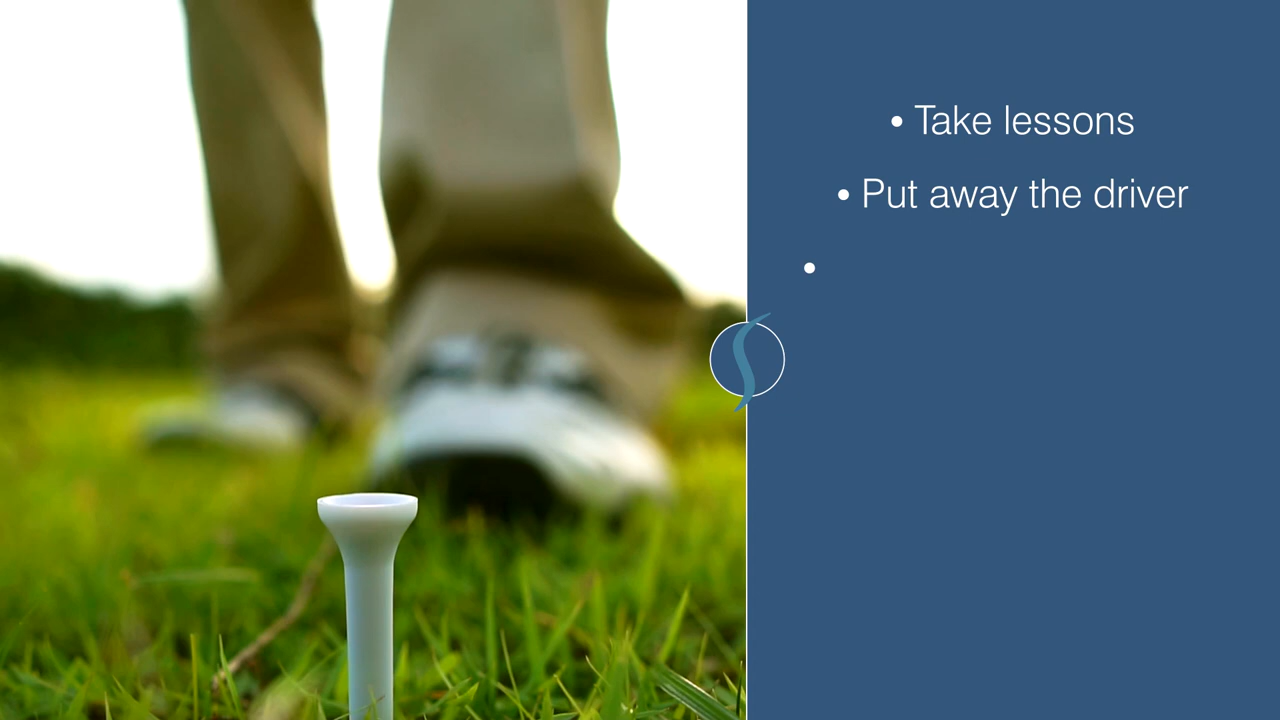 • Take lessons
• Put away the driver
•